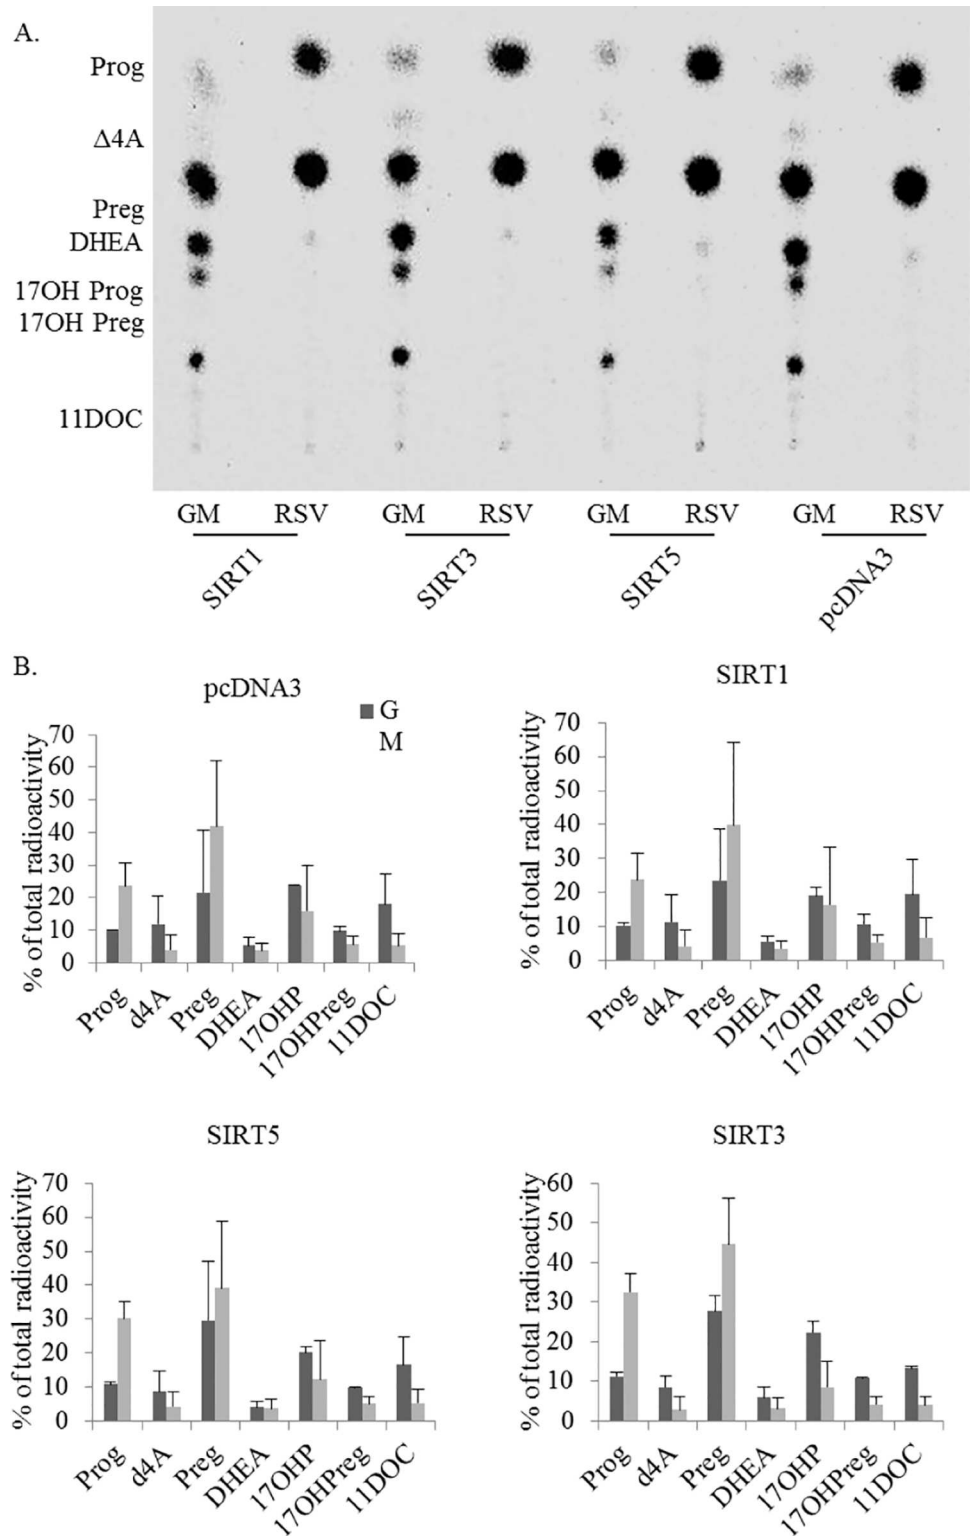 A.
Prog
Δ4A
Preg
DHEA
17OH Prog
17OH Preg
11DOC
GM RSV GM RSV GM RSV GM RSV
SIRT1 SIRT3 SIRT5 pcDNA3
B.
pcDNA3
G
M
% of total radioactivity
70
60
50
40
30
20
10
0
Prog d4A Preg DHEA 17OHP 17OHPreg 11DOC
SIRT1
% of total radioactivity
70
60
50
40
30
20
10
0
Prog d4A Preg DHEA 17OHP 17OHPreg 11DOC
SIRT5
% of total radioactivity
70
60
50
40
30
20
10
0
Prog d4A Preg DHEA 17OHP 17OHPreg 11DOC
SIRT3
% of total radioactivity
60
50
40
30
20
10
0
Prog d4A Preg DHEA 17OHP 17OHPreg 11DOC